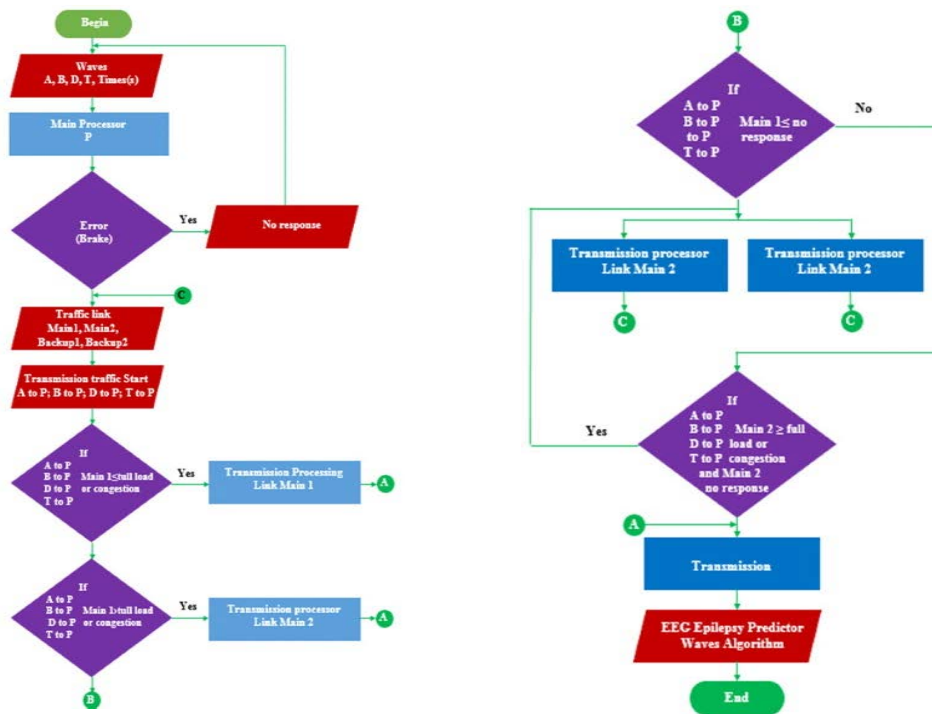 Begin
Waves
A, B, D, T, Times(s)
Main Processor
P
Error
(Brake)
Yes
No response
C
Traffic link
Main1, Main2,
Backup1, Backup2
Transmission traffic Start
A to P; B to P; D to P; T to P
If
A to P
B to P Main 1≤full load
D to P or congestion
T to P
Yes
Transmission Processing
Link Main 1
A
If
A to P
B to P Main 1>full load
D to P or congestion
T to P
Yes
Transmission processor
Link Main 2
A
B
B
If
A to P
B to P Main 1≤ no
to P response
T to P
No
Transmission processor
Link Main 2
Transmission processor
Link Main 2
C
C
If
A to P
B to P Main 2 ≥ full
D to P load or
T to P congestion
and Main 2
no response
Yes
A
Transmission
EEG Epilepsy Predictor
Waves Algorithm
End